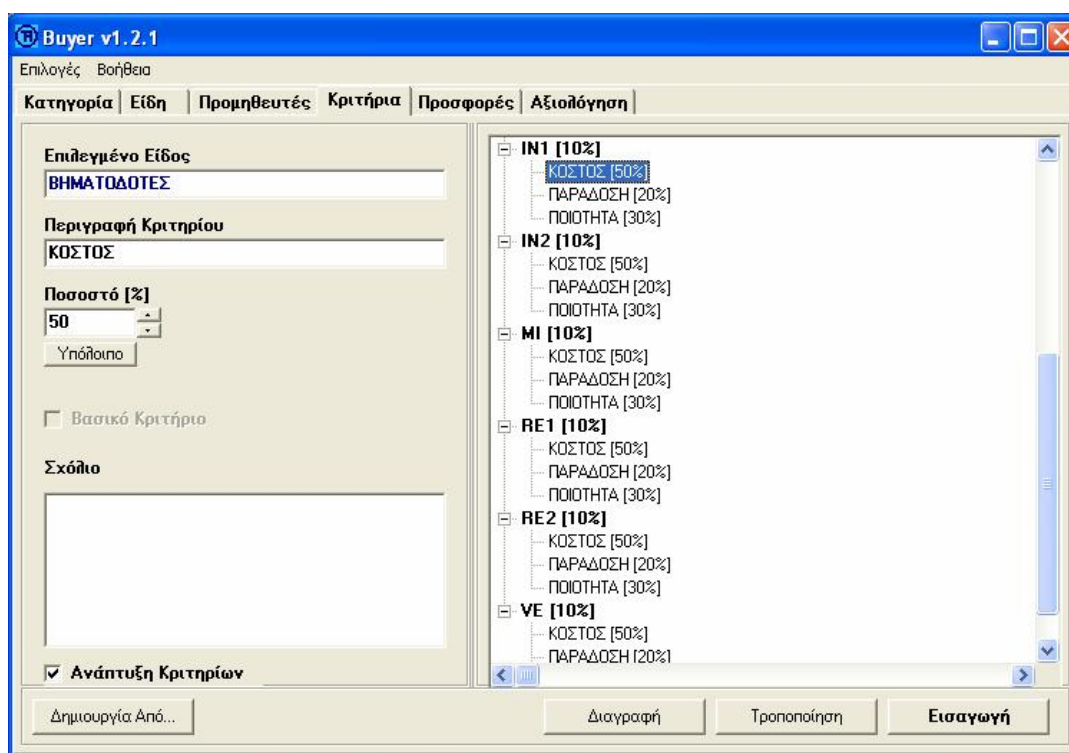 Buyer v1.2.1
Επιλογές Βοήθεια
Κατηγορία Είδη Προμηθευτές Κριτήρια Προσφορές Αξιολόγηση
Επιλεγμένο Είδος
ΒΗΜΑΤΟΔΟΤΕΣ
Περιγραφή Κριτηρίου
ΚΟΣΤΟΣ
Ποσοστό [%]
50
Υπόλοιπο
Βασικό Κριτήριο
Σχόλιο
Ανάπτυξη Κριτηρίων
IN1 [10%]
ΚΟΣΤΟΣ [50%]
ΠΑΡΑΔΟΣΗ [20%]
ΠΟΙΟΤΗΤΑ [30%]
IN2 [10%]
ΚΟΣΤΟΣ [50%]
ΠΑΡΑΔΟΣΗ [20%]
ΠΟΙΟΤΗΤΑ [30%]
MI [10%]
ΚΟΣΤΟΣ [50%]
ΠΑΡΑΔΟΣΗ [20%]
ΠΟΙΟΤΗΤΑ [30%]
RE1 [10%]
ΚΟΣΤΟΣ [50%]
ΠΑΡΑΔΟΣΗ [20%]
ΠΟΙΟΤΗΤΑ [30%]
RE2 [10%]
ΚΟΣΤΟΣ [50%]
ΠΑΡΑΔΟΣΗ [20%]
ΠΟΙΟΤΗΤΑ [30%]
VE [10%]
ΚΟΣΤΟΣ [50%]
ΠΑΡΑΔΟΣΗ [20%]
Δημιουργία Από... Διαγραφή Τροποποίηση Εισαγωγή